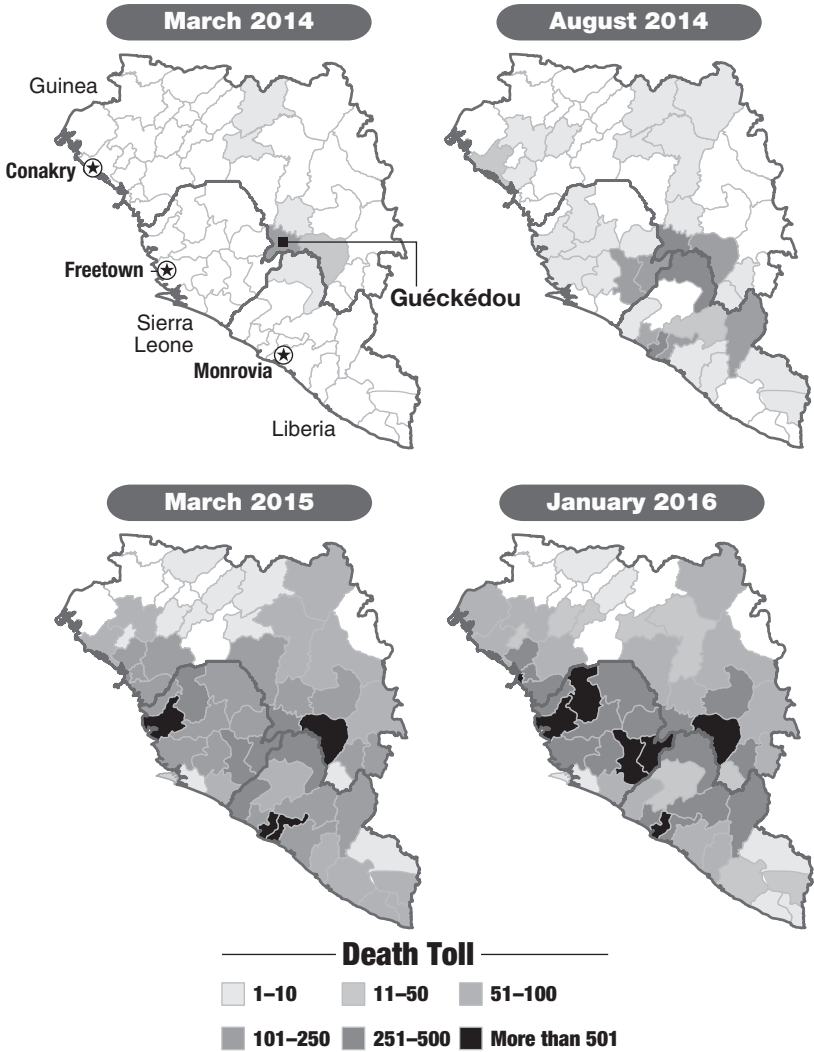 March 2014
August 2014
Guinea
Conakry
Freetown
Guéckédou
Sierra
Leone
Monrovia
Liberia
March 2015
January 2016
Death Toll
1–10
11–50
51–100
101–250
251–500
More than 501